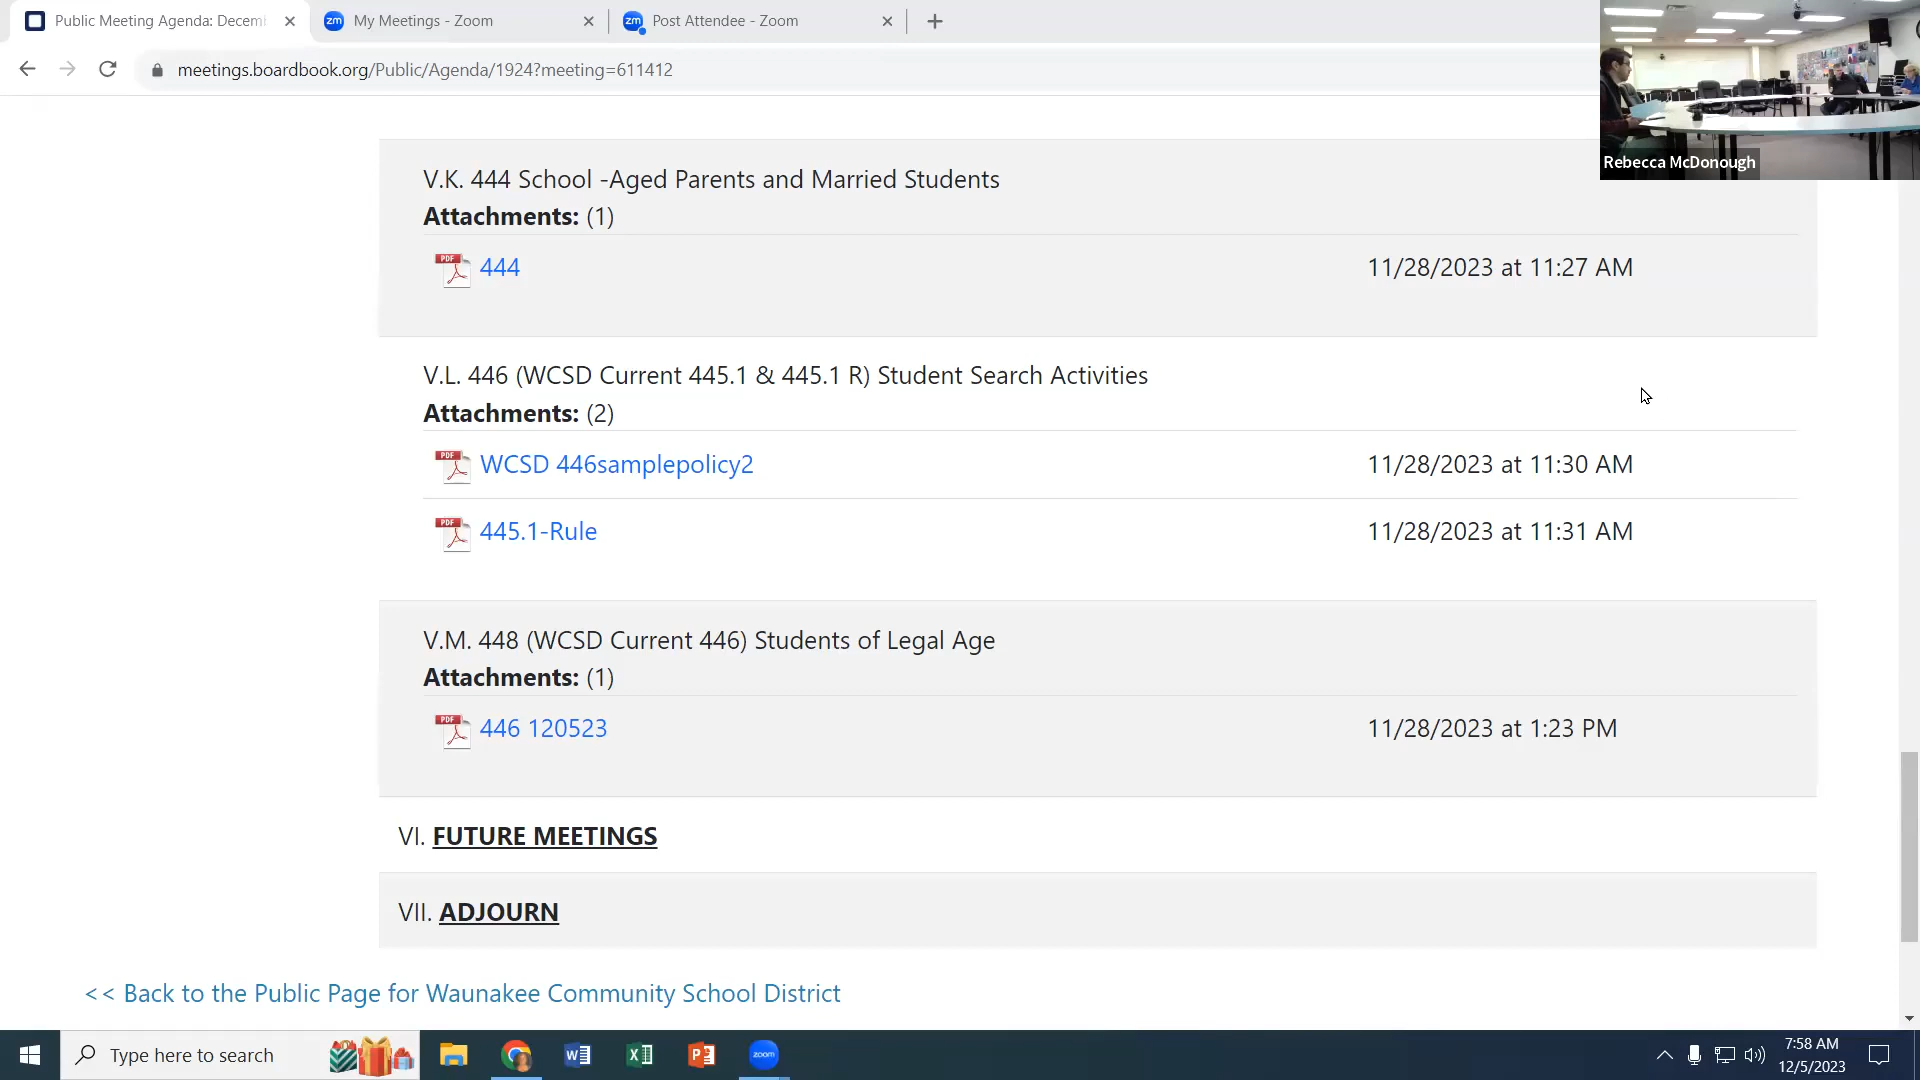 Public Meeting Agenda: Decem
My Meetings - Zoom
Post Attendee - Zoom
meetings.boardbook.org/Public/Agenda/1924?meeting=611412
Rebecca McDonough
V.K. 444 School -Aged Parents and Married Students
Attachments: (1)
PDF 444 11/28/2023 at 11:27 AM
V.L. 446 (WCSD Current 445.1 & 445.1 R) Student Search Activities
Attachments: (2)
PDF WCSD 446samplepolicy2 11/28/2023 at 11:30 AM
PDF 445.1-Rule 11/28/2023 at 11:31 AM
V.M. 448 (WCSD Current 446) Students of Legal Age
Attachments: (1)
PDF 446 120523 11/28/2023 at 1:23 PM
VI. FUTURE MEETINGS
VII. ADJOURN
<< Back to the Public Page for Waunakee Community School District
Type here to search
zoom
7:58 AM
12/5/2023